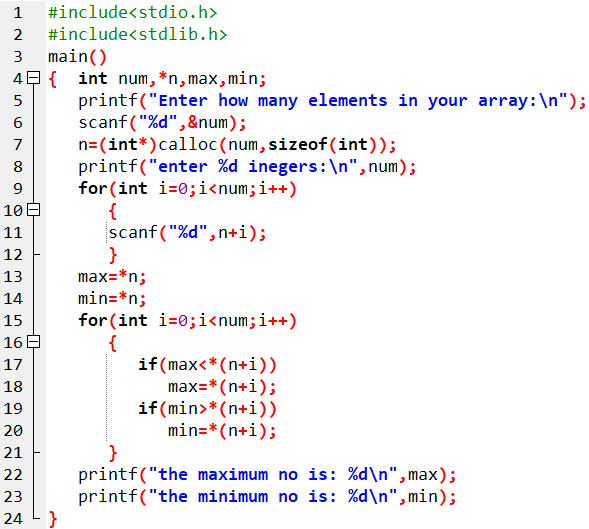 1 #include<stdio.h>
2 #include<stdlib.h>
3 main()
4 { int num,*n,max,min;
5 printf("Enter how many elements in your array:\n");
6 scanf("%d",&num);
7 n=(int*)calloc(num,sizeof(int));
8 printf("enter %d inegers:\n",num);
9 for(int i=0;i<num;i++)
10 {
11 scanf("%d",n+i);
12 }
13 max=*n;
14 min=*n;
15 for(int i=0;i<num;i++)
16 {
17 if(max<*(n+i))
18 max=*(n+i);
19 if(min>*(n+i))
20 min=*(n+i);
21 }
22 printf("the maximum no is: %d\n",max);
23 printf("the minimum no is: %d\n",min);
24 }